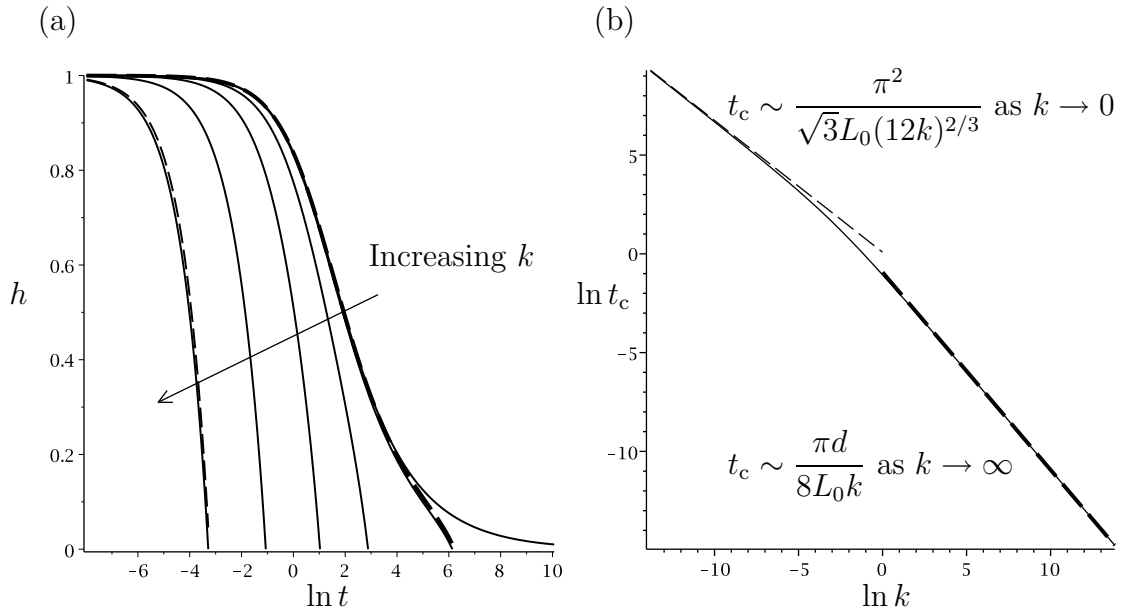 (a)
1
0.8
0.6
0.4
0.2
0
h
-6 -4 -2 0 2 4 6 8 10
ln t
Increasing k
(b)
t_c ∼ π² / (√3L₀(12k)^{2/3}) as k → 0
5
0
-5
-10
ln t_c
t_c ∼ πd / (8L₀k) as k → ∞
-10 -5 0 5 10
ln k